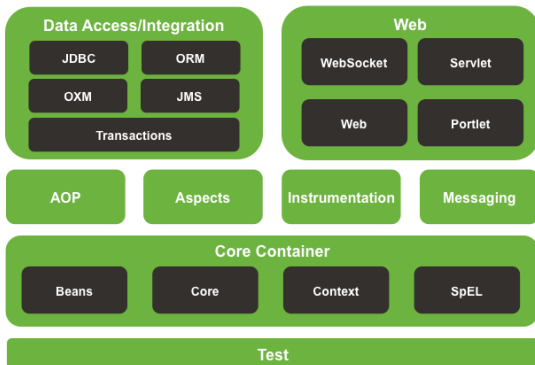 Data Access/Integration
JDBC
ORM
OXM
JMS
Transactions
Web
WebSocket
Servlet
Web
Portlet
AOP
Aspects
Instrumentation
Messaging
Core Container
Beans
Core
Context
SpEL
Test